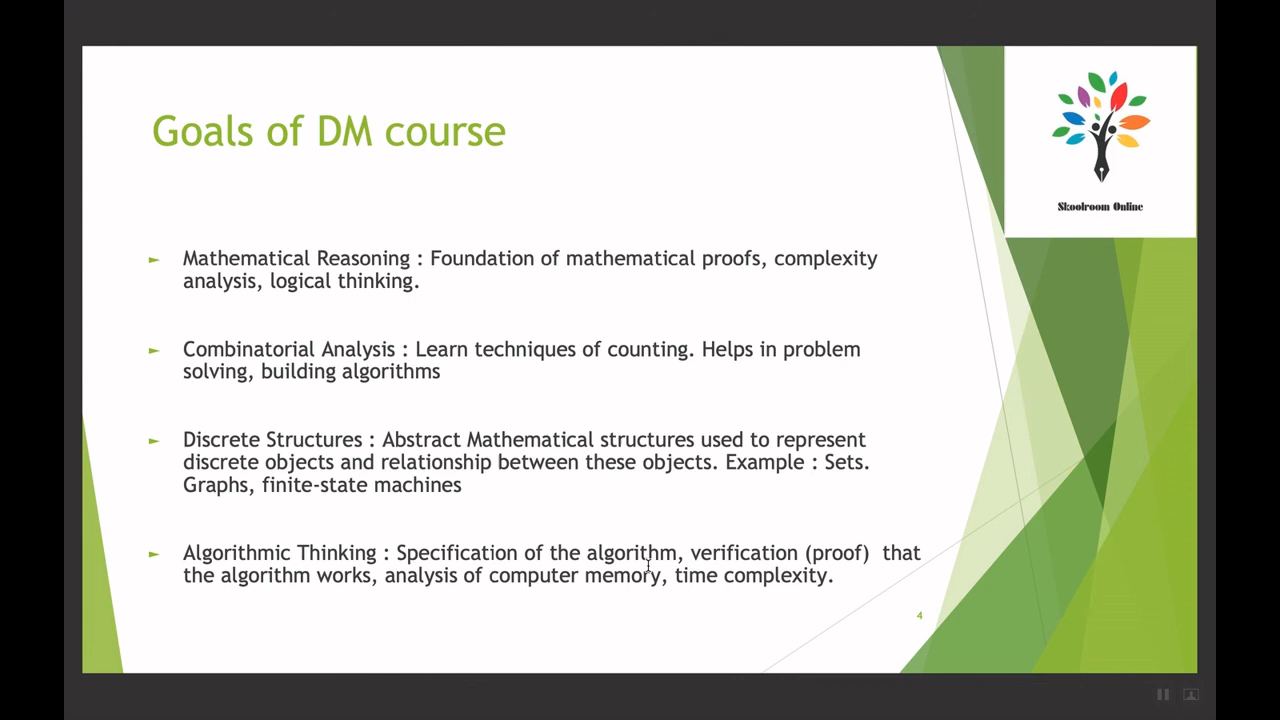 Goals of DM course
Skoolroom Online
► Mathematical Reasoning : Foundation of mathematical proofs, complexity
analysis, logical thinking.
► Combinatorial Analysis : Learn techniques of counting. Helps in problem
solving, building algorithms
► Discrete Structures : Abstract Mathematical structures used to represent
discrete objects and relationship between these objects. Example : Sets.
Graphs, finite-state machines
► Algorithmic Thinking : Specification of the algorithm, verification (proof)  that
the algorithm works, analysis of computer memory, time complexity.
4